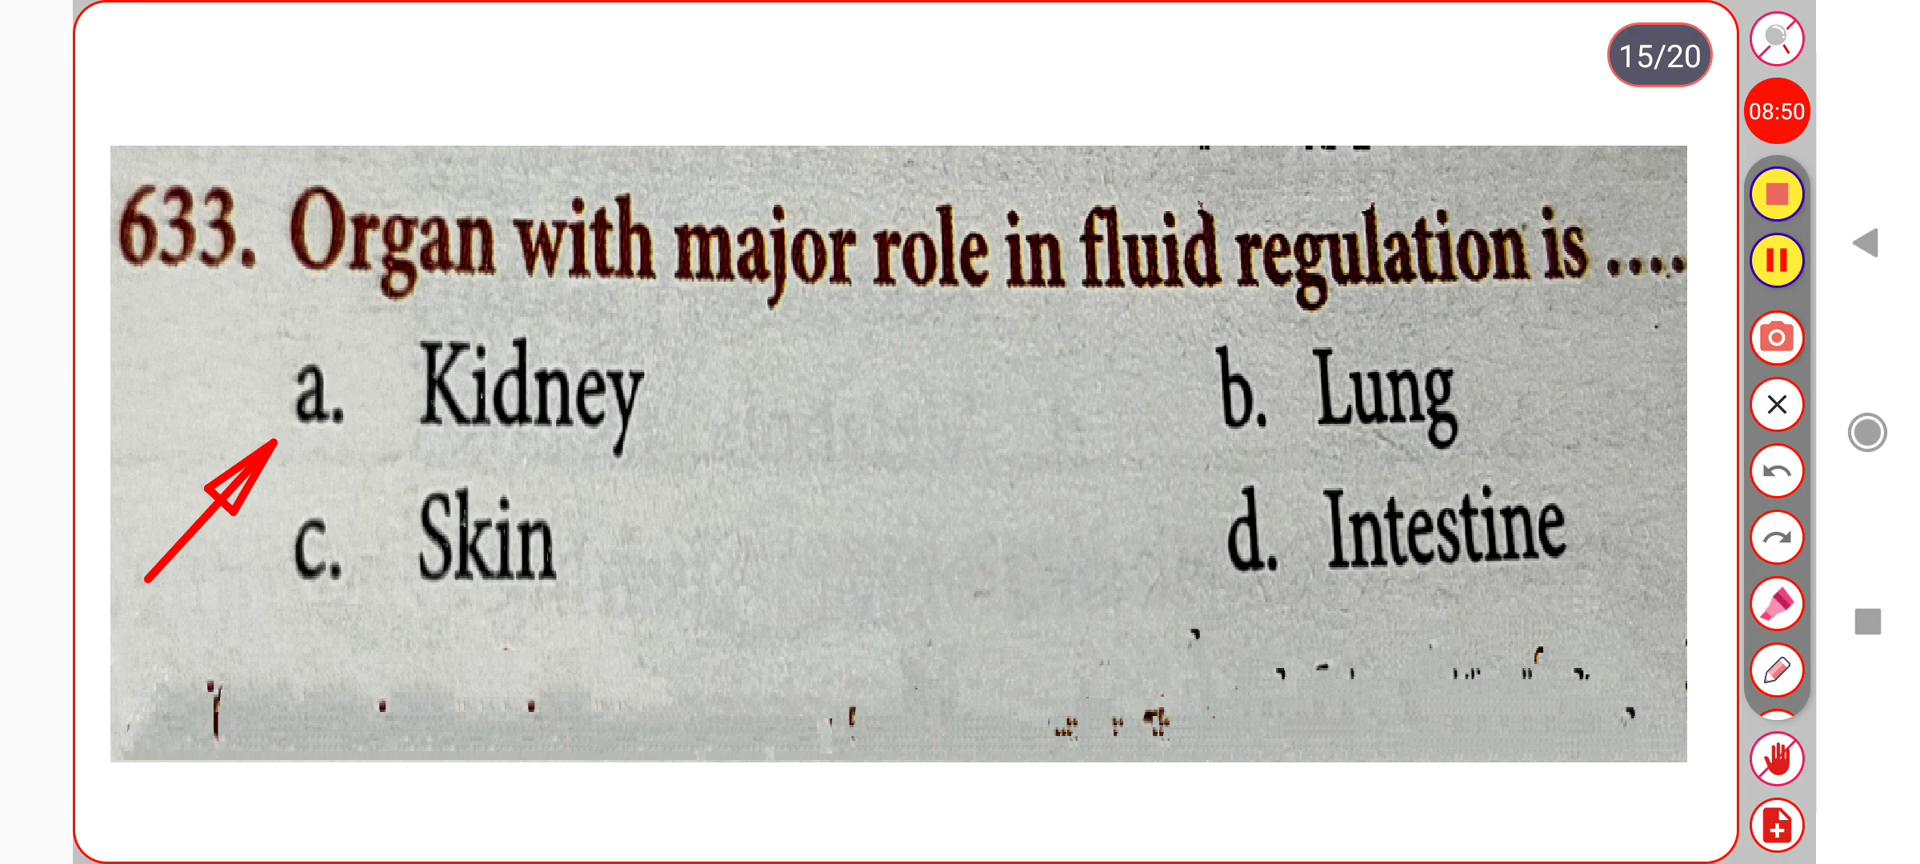 15/20
08:50
633. Organ with major role in fluid regulation is ....
a. Kidney b. Lung
c. Skin d. Intestine